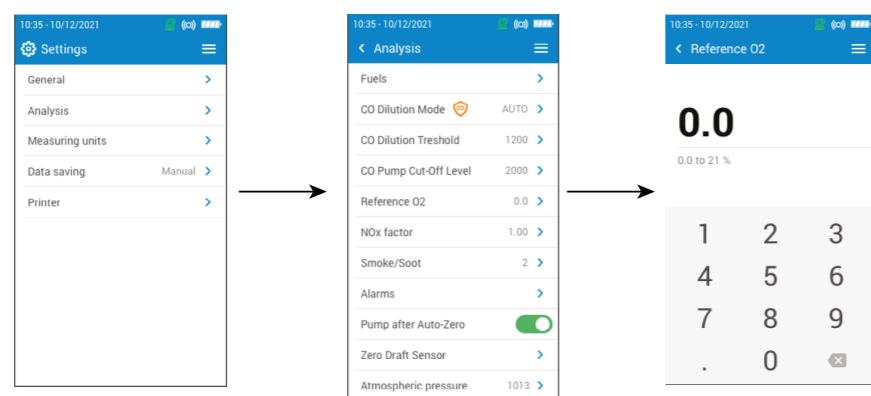 10:35 - 10/12/2021
Settings
General
Analysis
Measuring units
Data saving Manual
Printer
10:35 - 10/12/2021
Analysis
Fuels
CO Dilution Mode CO AUTO
CO Dilution Treshold 1200
CO Pump Cut-Off Level 2000
Reference O2 0.0
NOx factor 1.00
Smoke/Soot 2
Alarms
Pump after Auto-Zero
Zero Draft Sensor
Atmospheric pressure 1013
10:35 - 10/12/2021
Reference O2
0.0
0.0 to 21 %
1 2 3
4 5 6
7 8 9
. 0